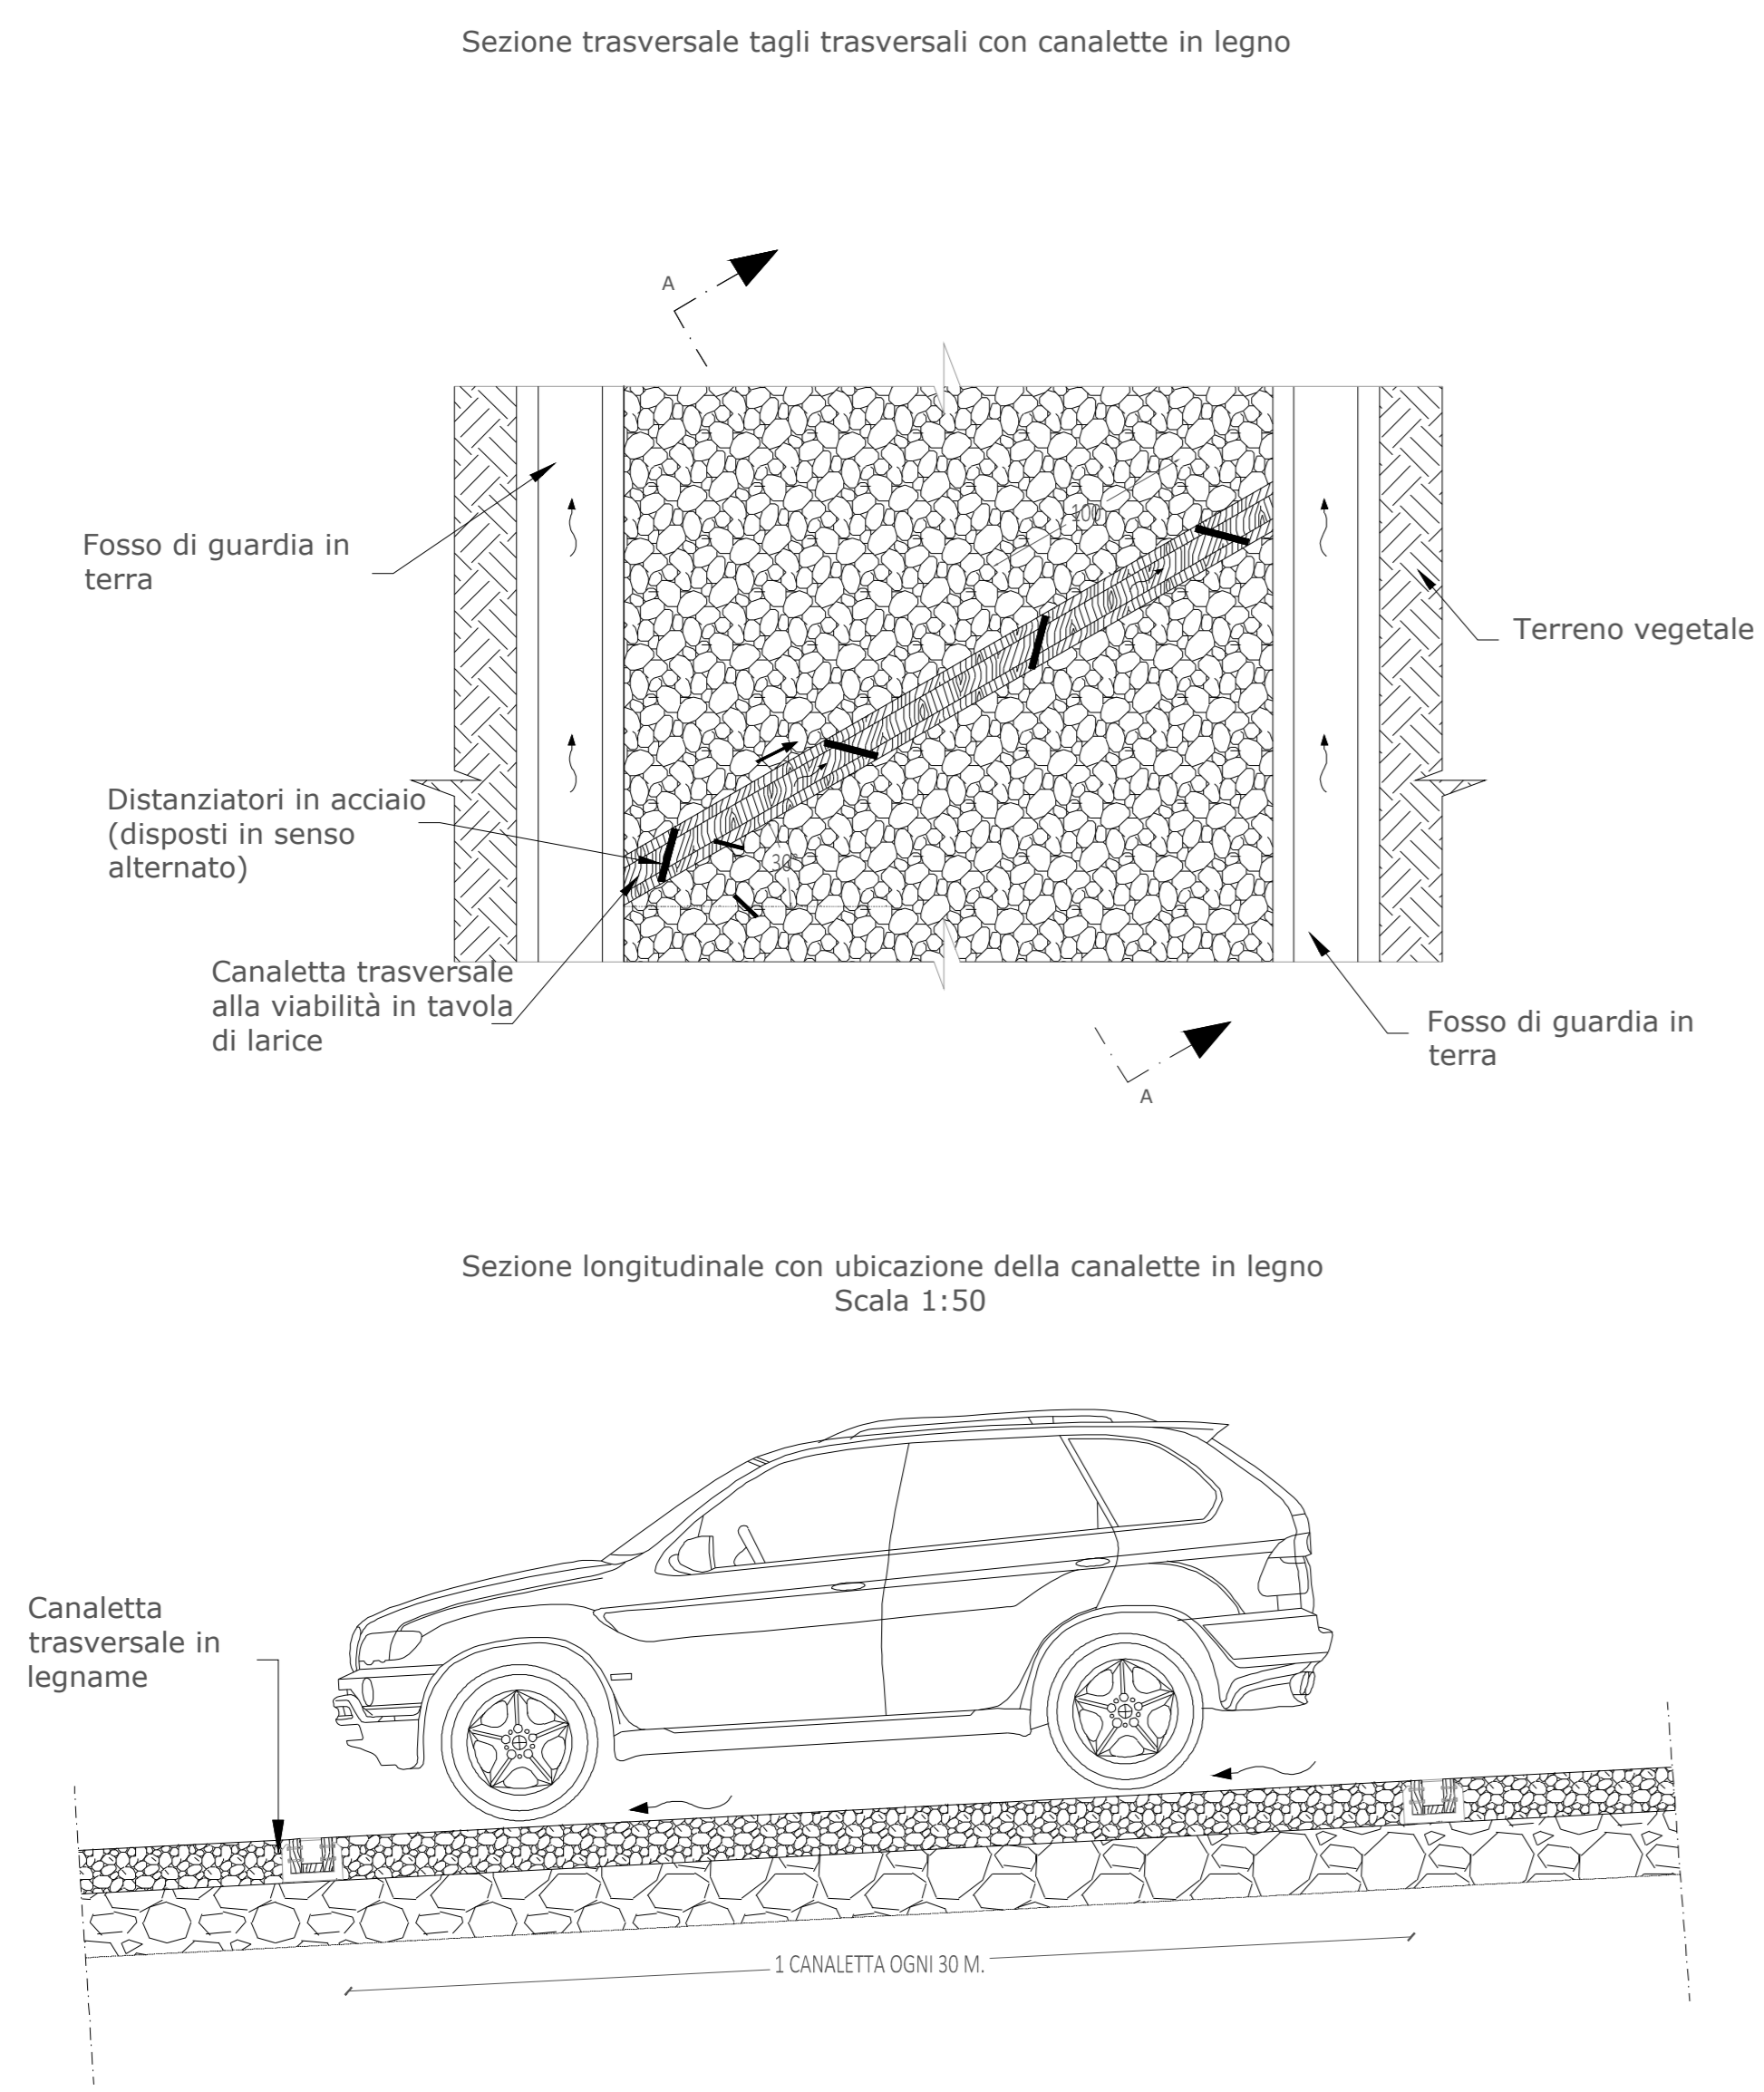 Sezione trasversale tagli trasversali con canalette in legno
A
100
Fosso di guardia in
terra
Terreno vegetale
Distanziatori in acciaio
(disposti in senso
alternato)
30°
Canaletta trasversale
alla viabilità in tavola
di larice
Fosso di guardia in
terra
A
Sezione longitudinale con ubicazione della canalette in legno
Scala 1:50
Canaletta
trasversale in
legname
1 CANALETTA OGNI 30 M.